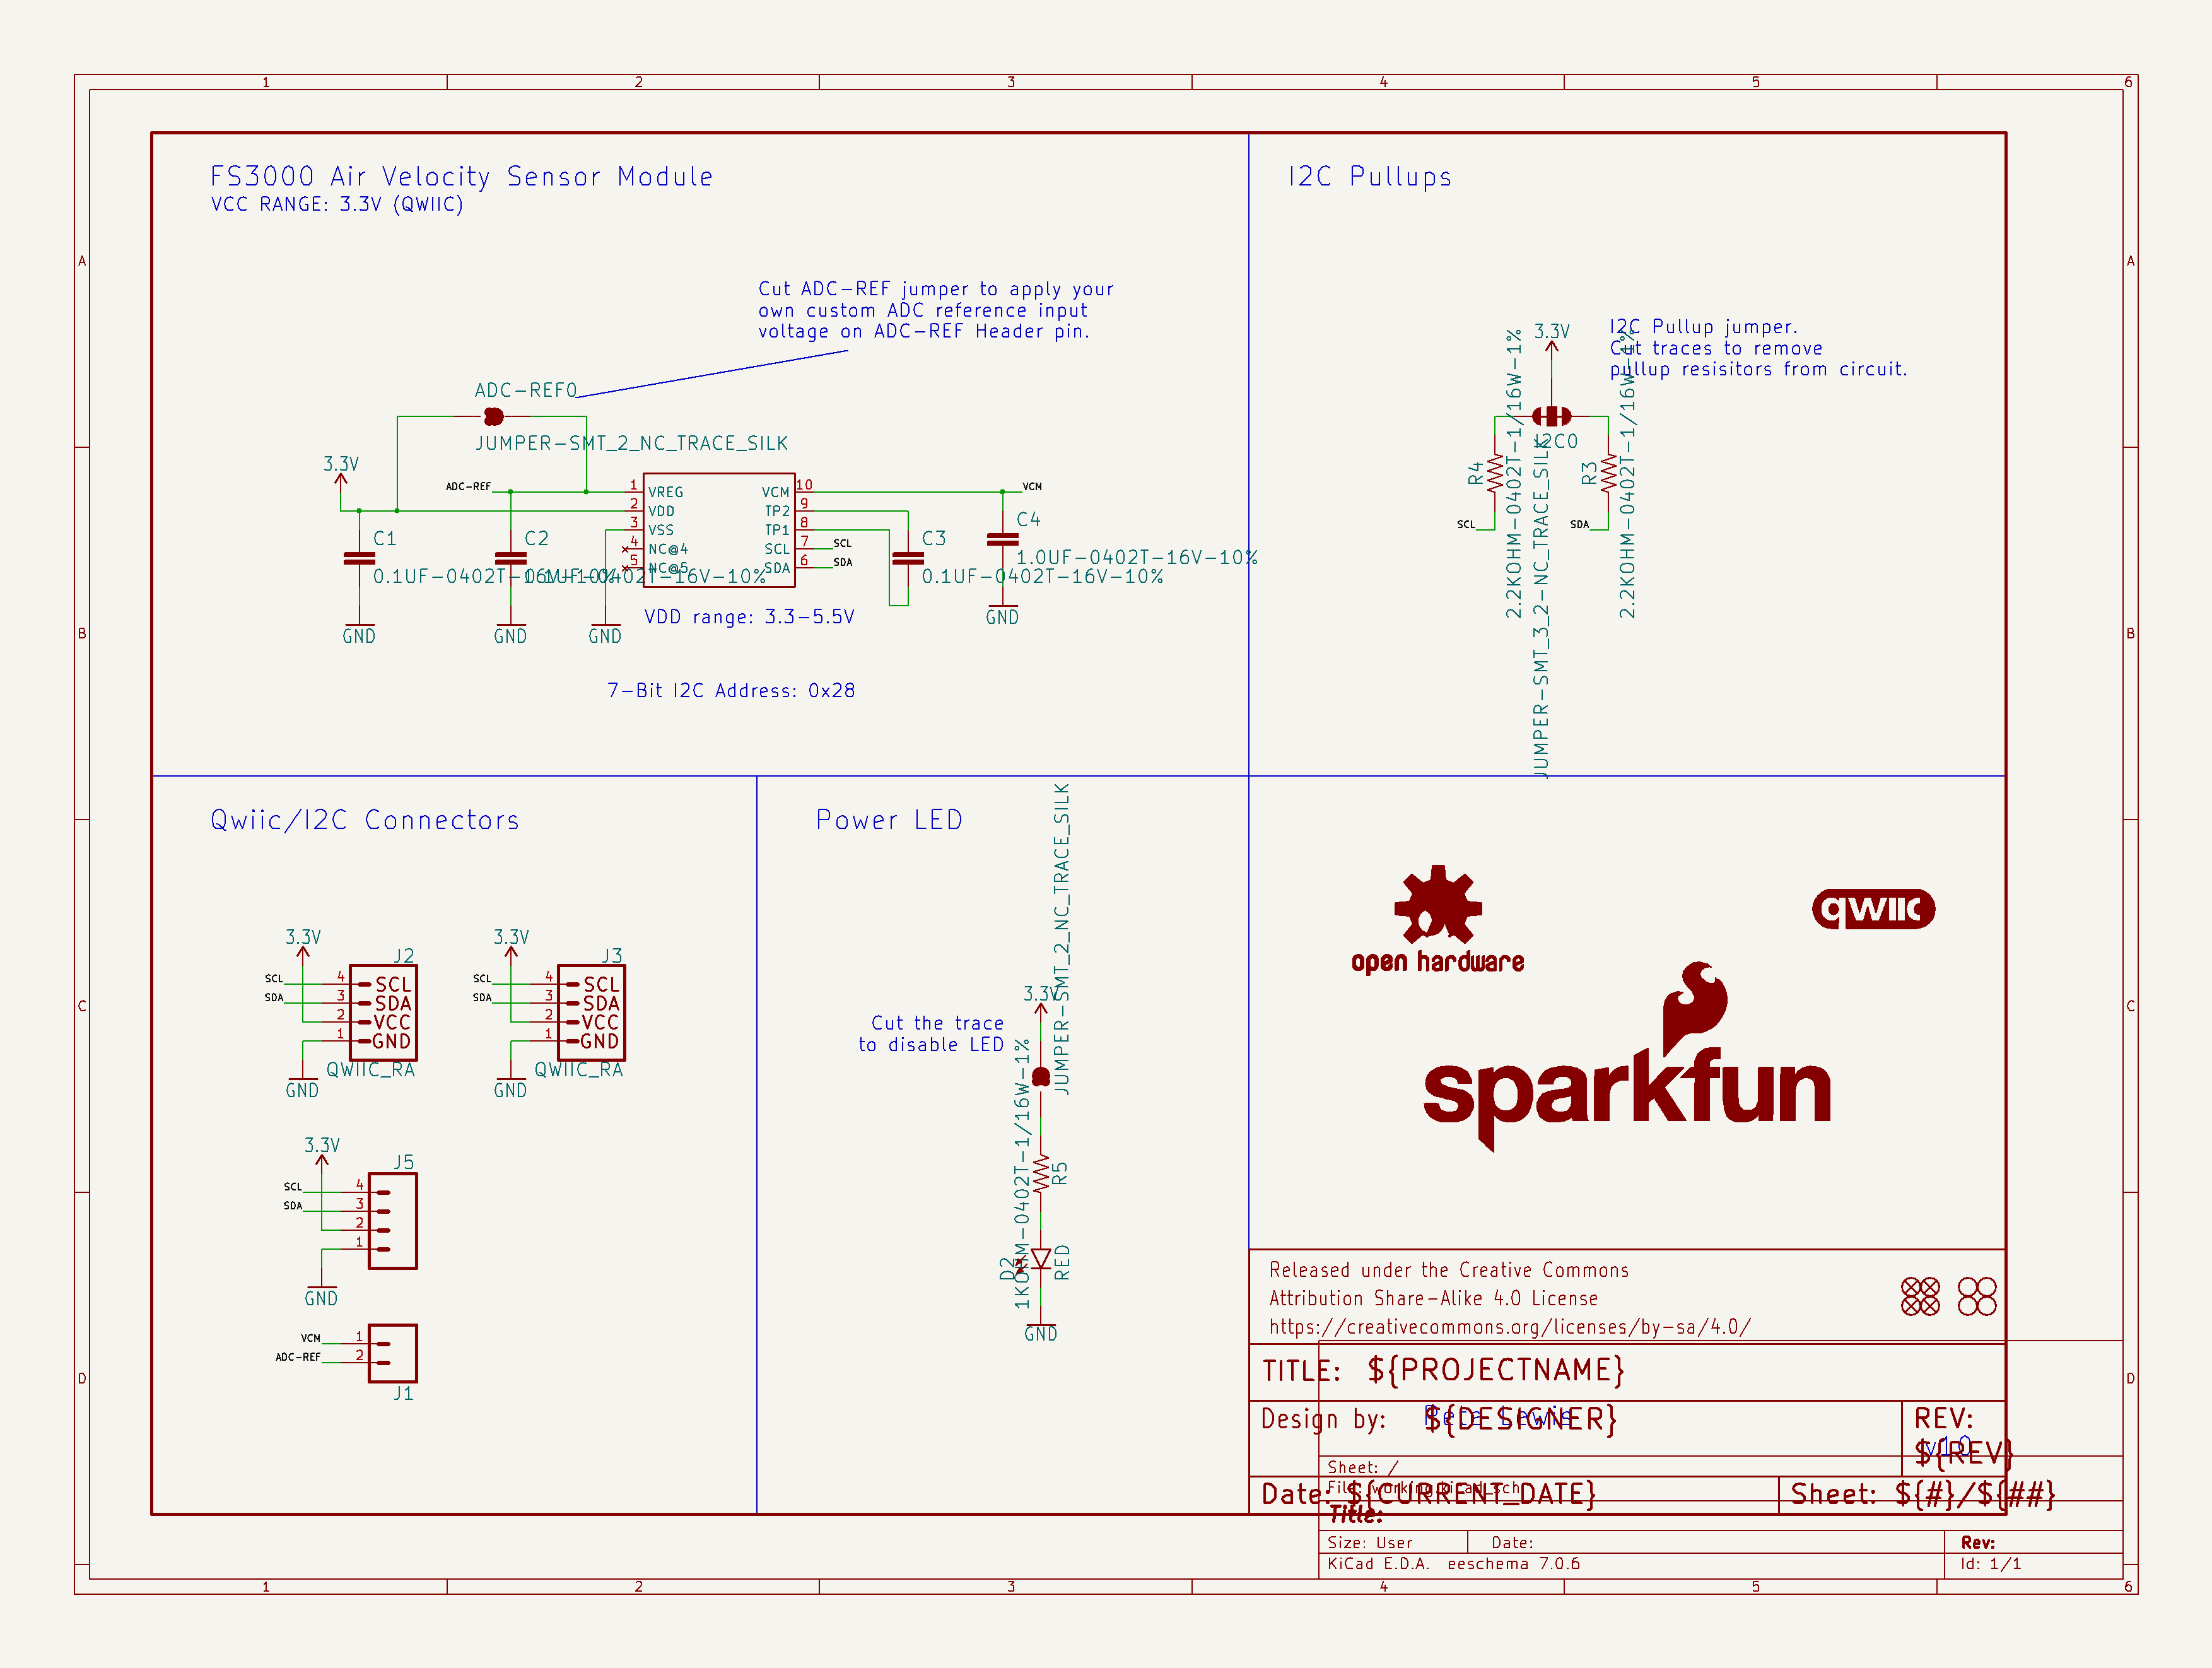 1 2 3 4 5 6
A
B
C
D
A
B
C
D
FS3000 Air Velocity Sensor Module
VCC RANGE: 3.3V (QWIIC)
Cut ADC-REF jumper to apply your
own custom ADC reference input
voltage on ADC-REF Header pin.
ADC-REF0
JUMPER-SMT_2_NC_TRACE_SILK
3.3V
ADC-REF
1 VREG
2 VDD
3 VSS
4 NC@4
5 NC@5
VCM 10
TP2 9
TP1 8
SCL 7
SDA 6
VCM
SCL
SDA
C1
0.1UF-0402T-16V-10%
C2
0.1UF-0402T-16V-10%
C3
0.1UF-0402T-16V-10%
C4
1.0UF-0402T-16V-10%
GND
GND
GND
GND
VDD range: 3.3-5.5V
7-Bit I2C Address: 0x28
I2C Pullups
3.3V
I2C Pullup jumper.
Cut traces to remove
pullup resisitors from circuit.
I2C0
JUMPER-SMT_3_2-NC_TRACE_SILK
R4
2.2KOHM-0402T-1/16W-1%
R3
2.2KOHM-0402T-1/16W-1%
SCL
SDA
Qwiic/I2C Connectors
3.3V
J2
SCL 4 SCL
SDA 3 SDA
2 VCC
1 GND
QWIIC_RA
GND
3.3V
J3
SCL 4 SCL
SDA 3 SDA
2 VCC
1 GND
QWIIC_RA
GND
3.3V
J5
SCL 4
SDA 3
2
1
GND
VCM 1
ADC-REF 2
J1
Power LED
JUMPER-SMT_2_NC_TRACE_SILK
3.3V
Cut the trace
to disable LED
1KOHM-0402T-1/16W-1%
R5
D2
RED
GND
open hardware
qwiic
sparkfun
Released under the Creative Commons
Attribution Share-Alike 4.0 License
https://creativecommons.org/licenses/by-sa/4.0/
TITLE: ${PROJECTNAME}
Design by: ${DESIGNER}
Pete Lewis
REV:
${REV}
v10
Date: ${CURRENT_DATE}
Sheet: ${#}/${##}
Sheet: /
File: working.kicad_sch
Title:
Size: User
Date:
Rev:
KiCad E.D.A. eeschema 7.0.6
Id: 1/1
1 2 3 4 5 6